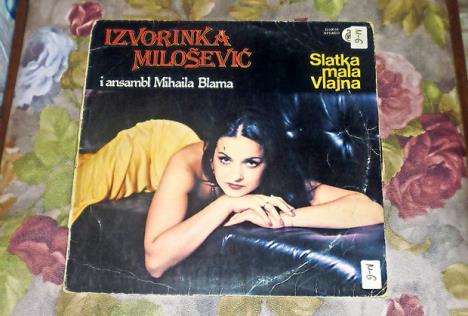 IZVORINKA
MILOŠEVIĆ
i ansambl Mihaila Blama
Slatka
mala
Vlajna